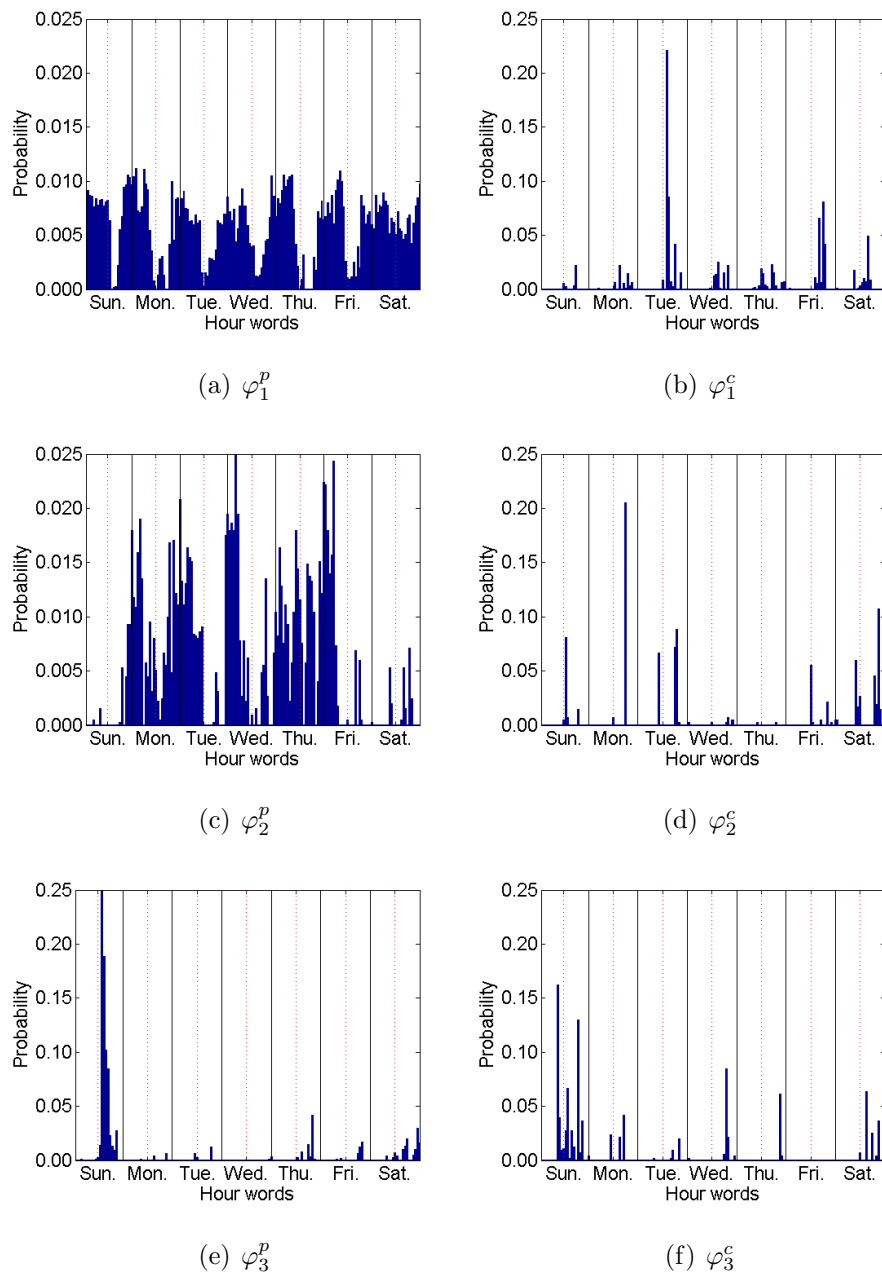 0.025
0.020
0.015
0.010
0.005
0.000
Probability
Sun. Mon. Tue. Wed. Thu. Fri. Sat.
Hour words
(a) φ₁ᵖ
0.25
0.20
0.15
0.10
0.05
0.00
Probability
Sun. Mon. Tue. Wed. Thu. Fri. Sat.
Hour words
(b) φ₁ᶜ
0.025
0.020
0.015
0.010
0.005
0.000
Probability
Sun. Mon. Tue. Wed. Thu. Fri. Sat.
Hour words
(c) φ₂ᵖ
0.25
0.20
0.15
0.10
0.05
0.00
Probability
Sun. Mon. Tue. Wed. Thu. Fri. Sat.
Hour words
(d) φ₂ᶜ
0.25
0.20
0.15
0.10
0.05
0.00
Probability
Sun. Mon. Tue. Wed. Thu. Fri. Sat.
Hour words
(e) φ₃ᵖ
0.25
0.20
0.15
0.10
0.05
0.00
Probability
Sun. Mon. Tue. Wed. Thu. Fri. Sat.
Hour words
(f) φ₃ᶜ